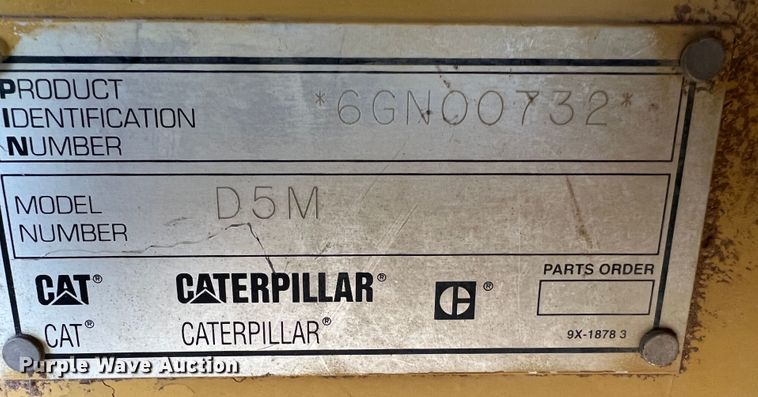 PRODUCT
IDENTIFICATION
NUMBER
*6GN00732*
MODEL
NUMBER
D5M
CAT® CATERPILLAR® ®
CAT® CATERPILLAR®
PARTS ORDER
9X-1878 3
Purple Wave Auction